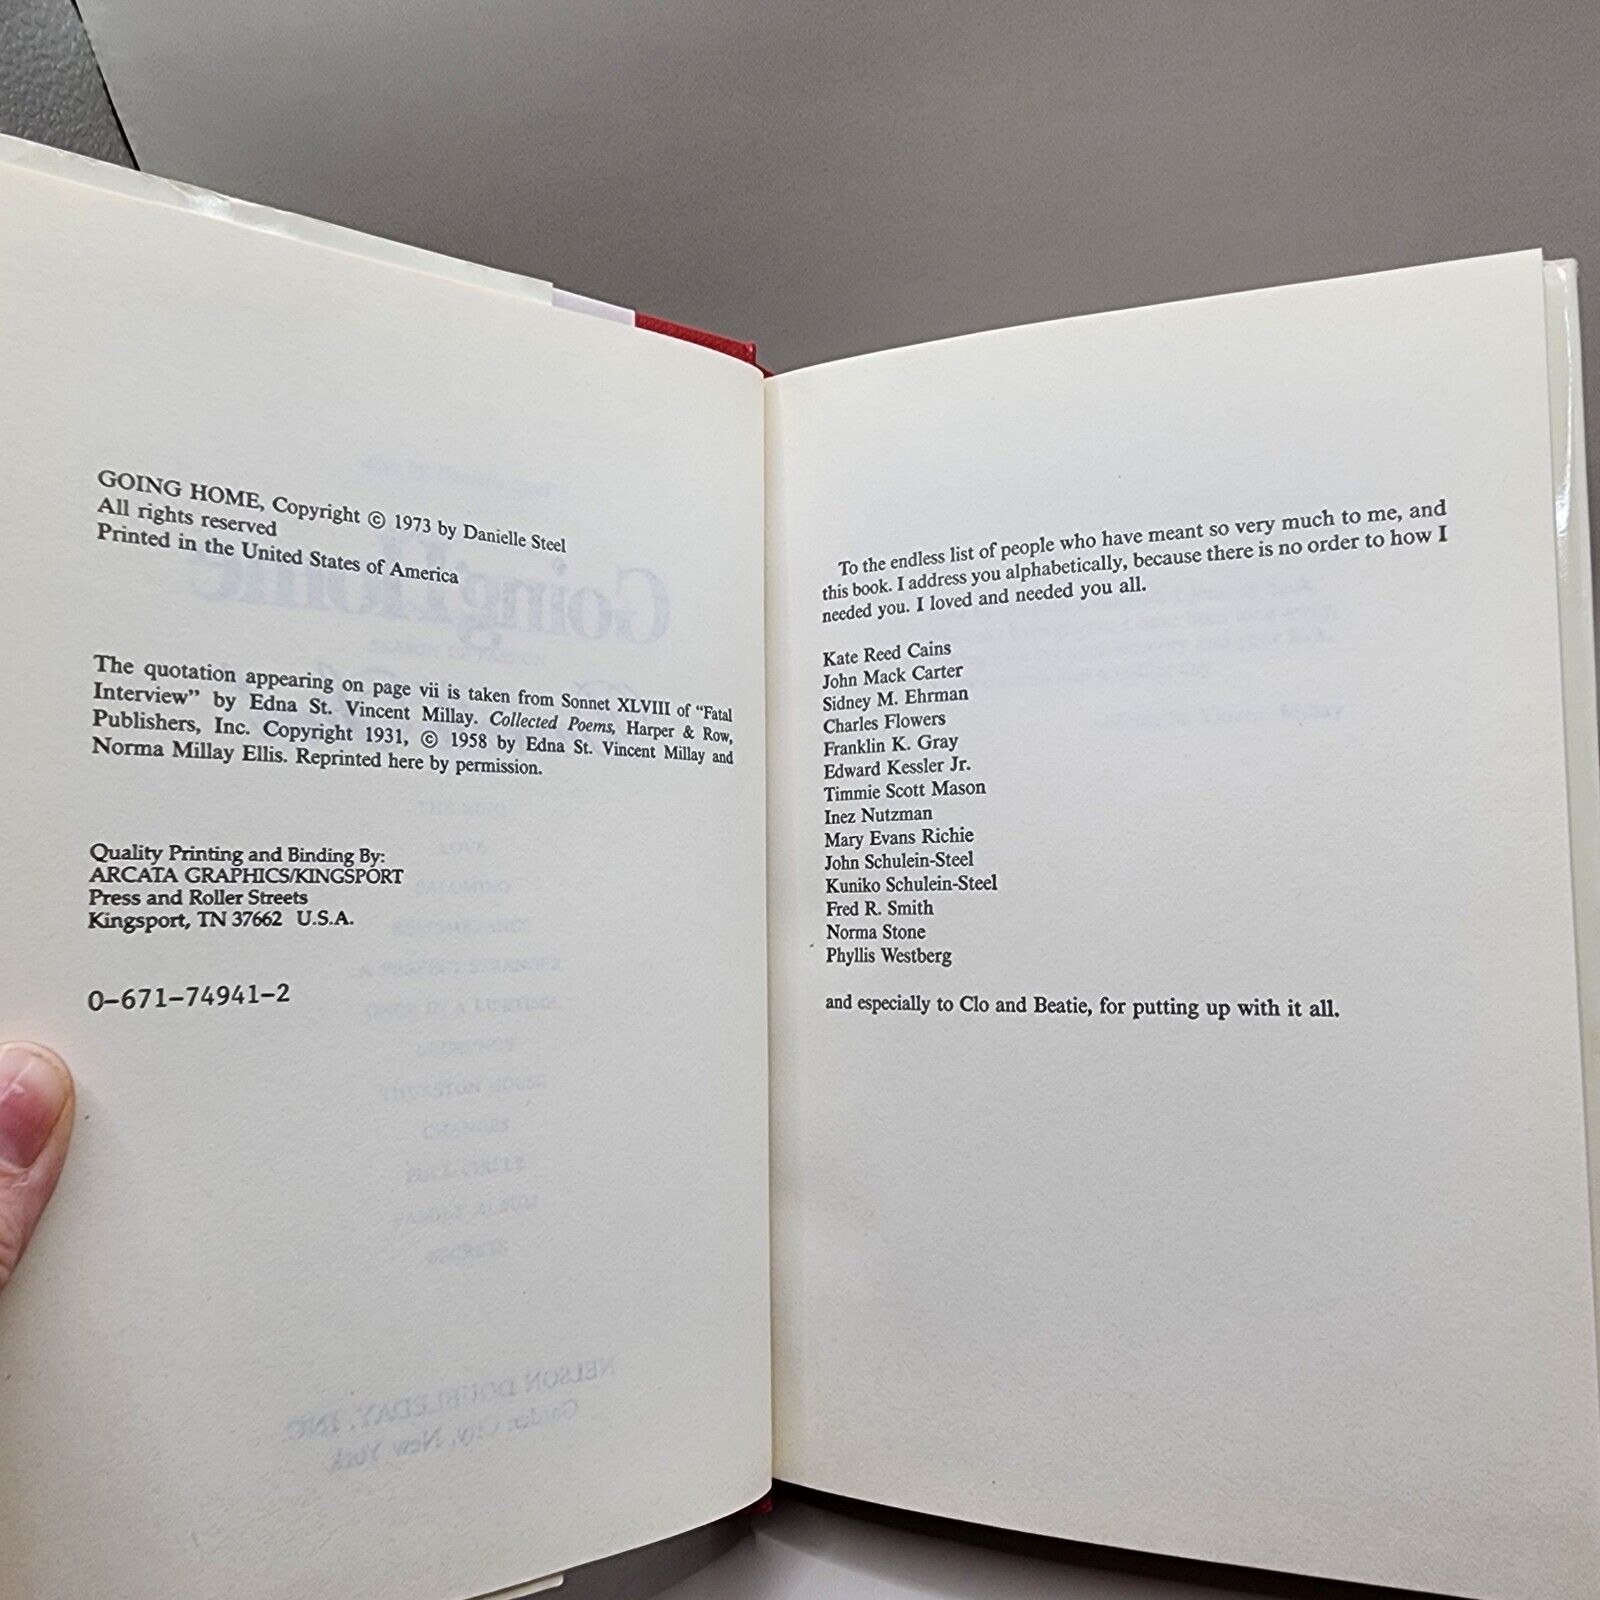 GOING HOME, Copyright © 1973 by Danielle Steel
All rights reserved
Printed in the United States of America
The quotation appearing on page vii is taken from Sonnet XLVIII of “Fatal
Interview” by Edna St. Vincent Millay. Collected Poems, Harper & Row,
Publishers, Inc. Copyright 1931, © 1958 by Edna St. Vincent Millay and
Norma Millay Ellis. Reprinted here by permission.
Quality Printing and Binding By:
ARCATA GRAPHICS/KINGSPORT
Press and Roller Streets
Kingsport, TN 37662 U.S.A.
0-671-74941-2
To the endless list of people who have meant so very much to me, and
this book. I address you alphabetically, because there is no order to how I
needed you. I loved and needed you all.
Kate Reed Cains
John Mack Carter
Sidney M. Ehrman
Charles Flowers
Franklin K. Gray
Edward Kessler Jr.
Timmie Scott Mason
Inez Nutzman
Mary Evans Richie
John Schulein-Steel
Kuniko Schulein-Steel
Fred R. Smith
Norma Stone
Phyllis Westberg
and especially to Clo and Beatie, for putting up with it all.